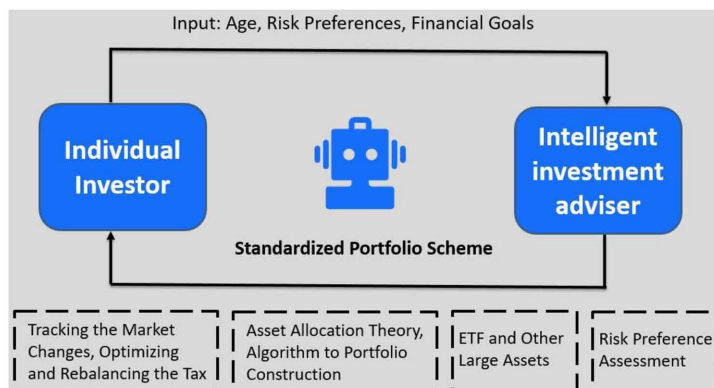 Input: Age, Risk Preferences, Financial Goals
Individual
Investor
Intelligent
investment
adviser
Standardized Portfolio Scheme
Tracking the Market
Changes, Optimizing
and Rebalancing the Tax
Asset Allocation Theory,
Algorithm to Portfolio
Construction
ETF and Other
Large Assets
Risk Preference
Assessment